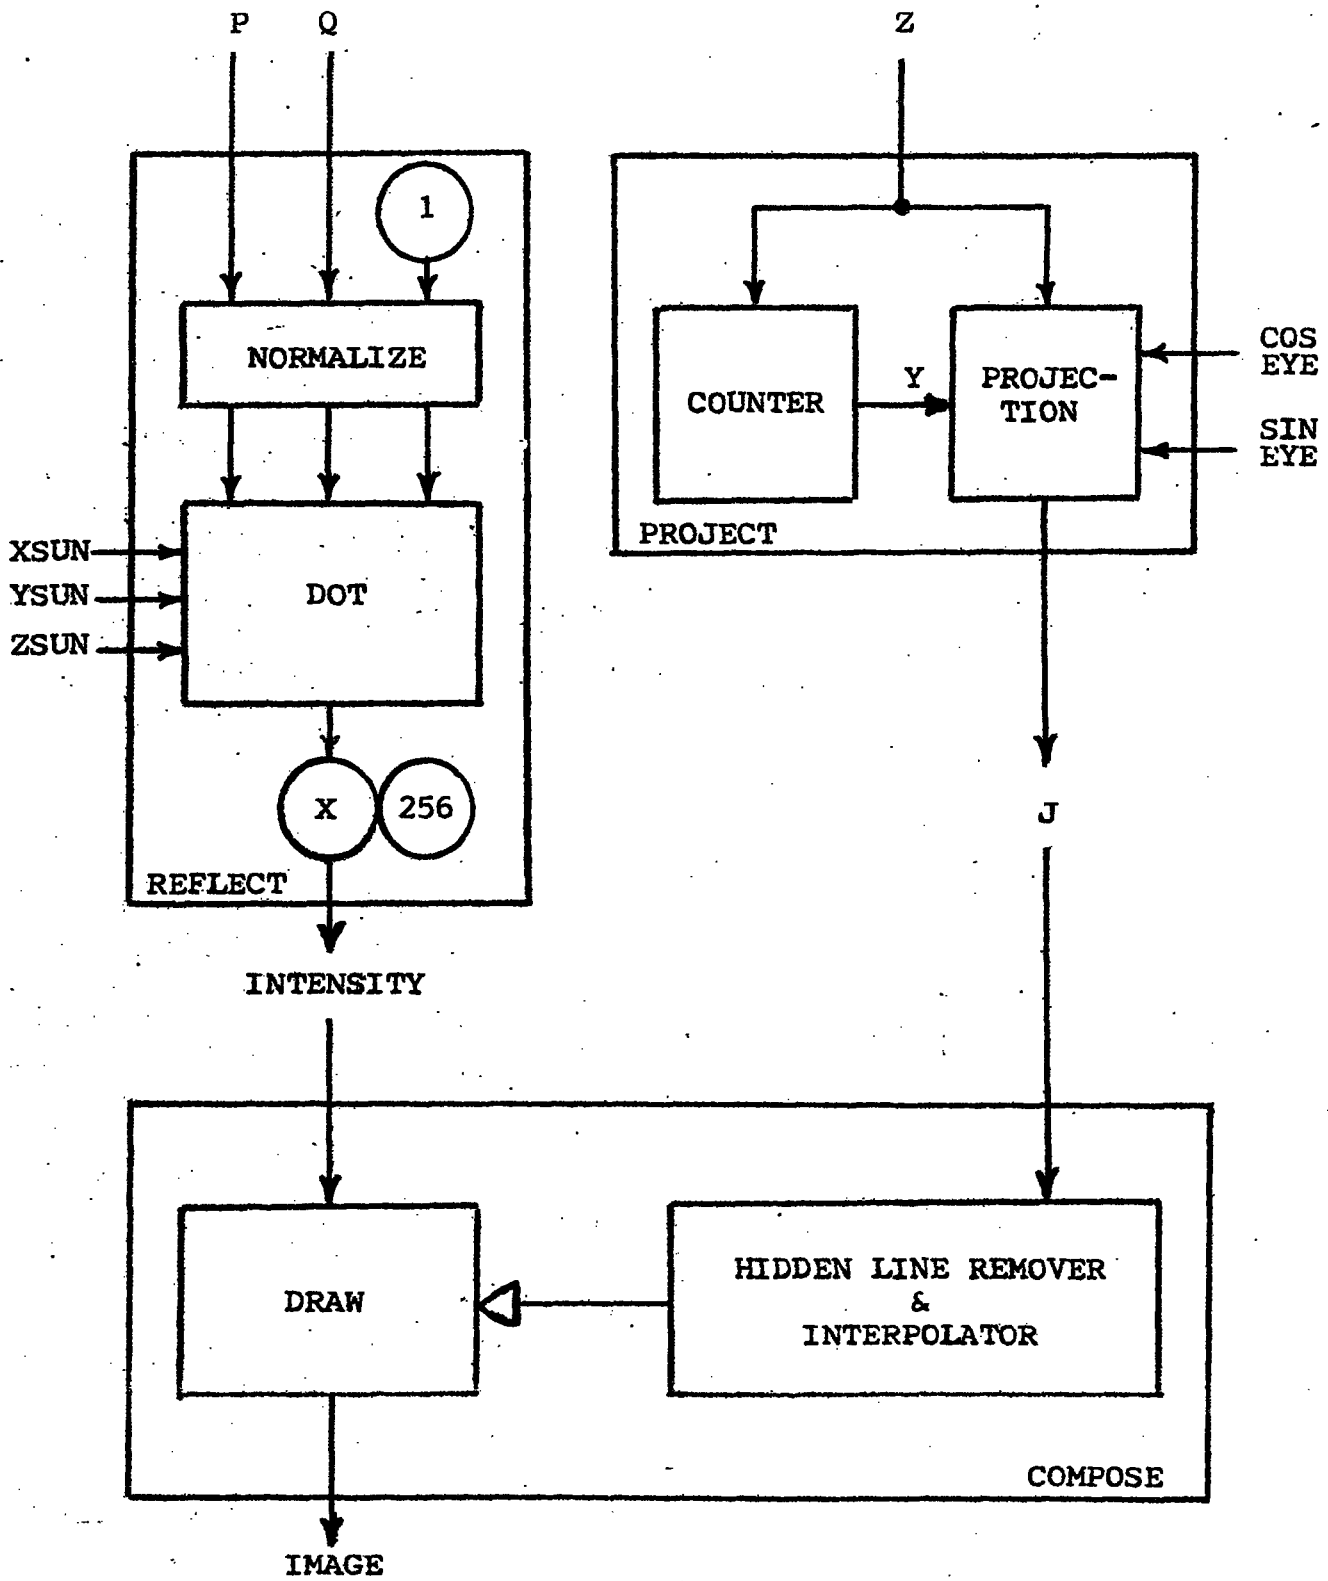 P Q Z
1
NORMALIZE
COS
EYE
PROJEC-
TION
Y
COUNTER
SIN
EYE
PROJECT
XSUN
YSUN
ZSUN
DOT
X 256
J
REFLECT
INTENSITY
HIDDEN LINE REMOVER
&
INTERPOLATOR
DRAW
COMPOSE
IMAGE